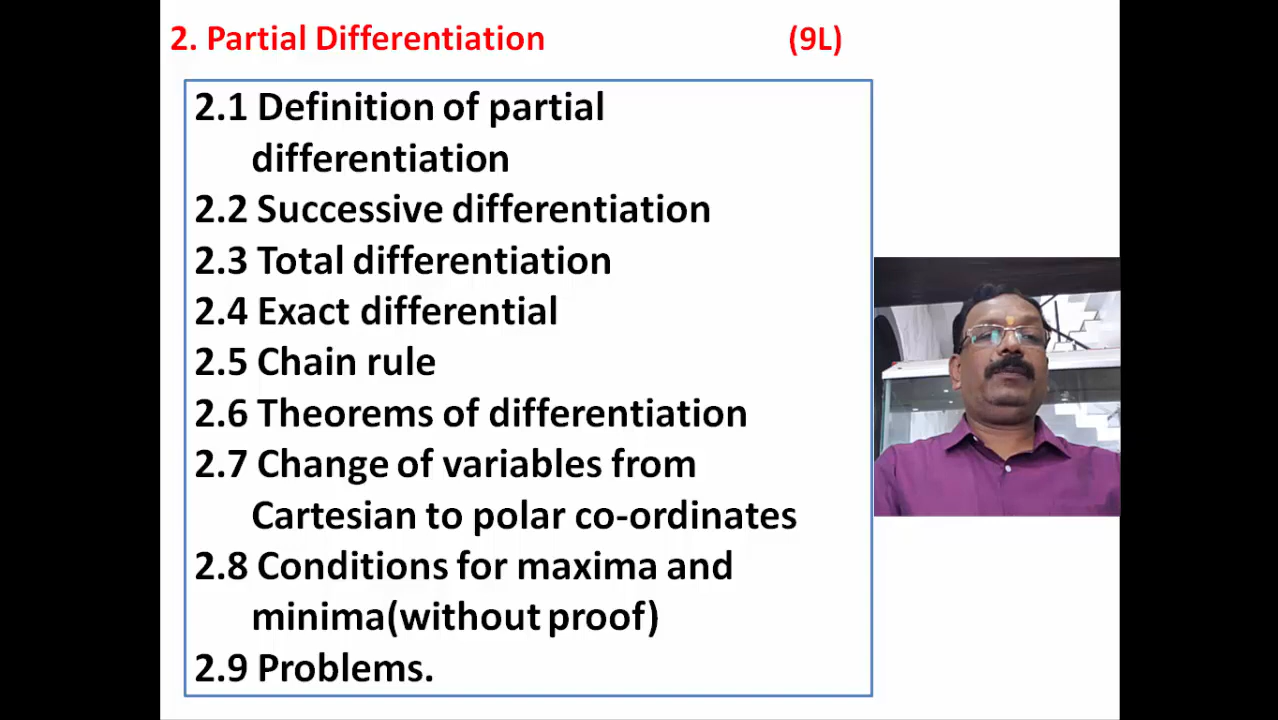 2. Partial Differentiation (9L)
2.1 Definition of partial
differentiation
2.2 Successive differentiation
2.3 Total differentiation
2.4 Exact differential
2.5 Chain rule
2.6 Theorems of differentiation
2.7 Change of variables from
Cartesian to polar co-ordinates
2.8 Conditions for maxima and
minima(without proof)
2.9 Problems.